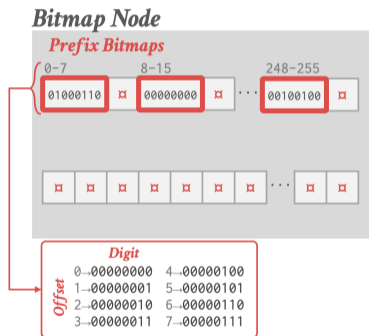 Bitmap Node
Prefix Bitmaps
0-7 8-15 248-255
01000110 ¤ 00000000 ¤ ··· 00100100 ¤
¤ ¤ ¤ ¤ ¤ ¤ ¤ ··· ¤ ¤
Digit
Offset
0→00000000 4→00000100
1→00000001 5→00000101
2→00000010 6→00000110
3→00000011 7→00000111